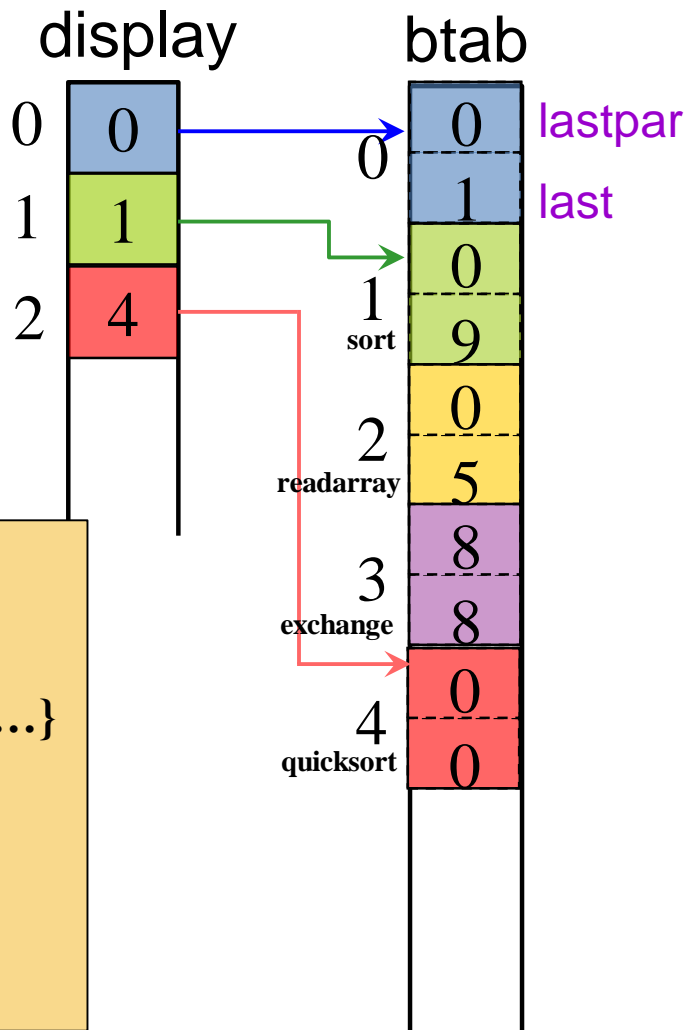 display btab
0 0 0 lastpar
0
1 last
1 1 0
1
sort 9
2 4
0
2
readarray 5
8
3
exchange 8
0
...}
4
quicksort 0